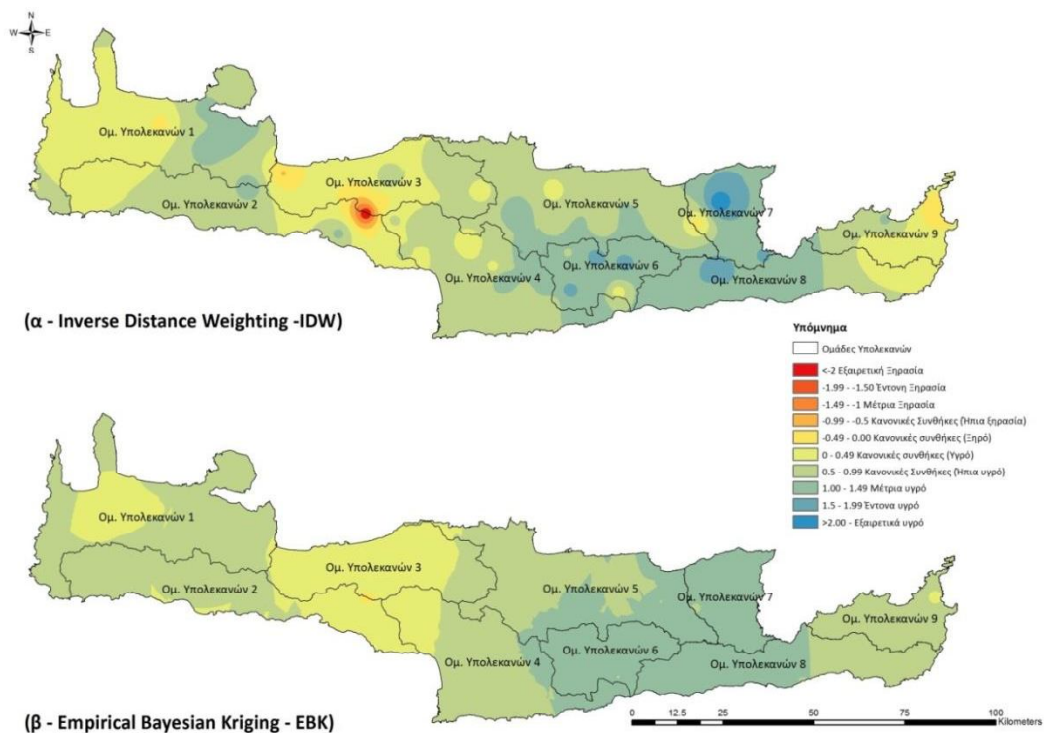 N
W E
S
Ομ. Υπολεκανών 1
Ομ. Υπολεκανών 2
Ομ. Υπολεκανών 3
Ομ. Υπολεκανών 4
Ομ. Υπολεκανών 5
Ομ. Υπολεκανών 6
Ομ. Υπολεκανών 7
Ομ. Υπολεκανών 8
Ομ. Υπολεκανών 9
(α - Inverse Distance Weighting -IDW)
Υπόμνημα
Ομάδες Υπολεκανών
<-2 Εξαιρετική Ξηρασία
-1.99 - -1.50 Έντονη Ξηρασία
-1.49 - -1 Μέτρια Ξηρασία
-0.99 - -0.5 Κανονικές Συνθήκες (Ήπια ξηρασία)
-0.49 - 0.00 Κανονικές συνθήκες (Ξηρό)
0 - 0.49 Κανονικές συνθήκες (Υγρό)
0.5 - 0.99 Κανονικές Συνθήκες (Ήπια υγρό)
1.00 - 1.49 Μέτρια υγρό
1.5 - 1.99 Έντονα υγρό
>2.00 - Εξαιρετικά υγρό
Ομ. Υπολεκανών 1
Ομ. Υπολεκανών 2
Ομ. Υπολεκανών 3
Ομ. Υπολεκανών 4
Ομ. Υπολεκανών 5
Ομ. Υπολεκανών 6
Ομ. Υπολεκανών 7
Ομ. Υπολεκανών 8
Ομ. Υπολεκανών 9
(β - Empirical Bayesian Kriging - EBK)
0 12.5 25 50 75 100
Kilometers